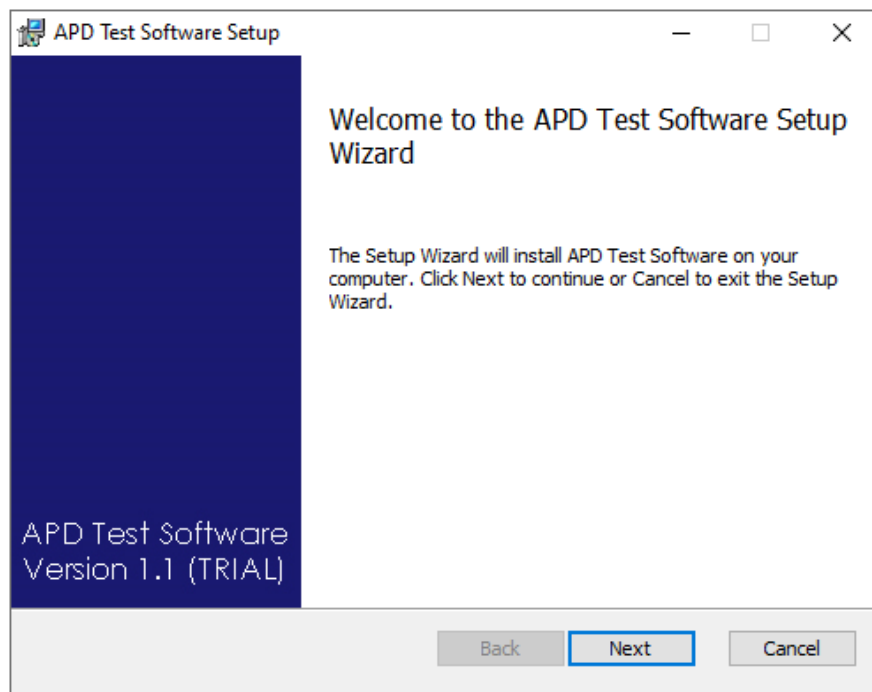 APD Test Software Setup
Welcome to the APD Test Software Setup
Wizard
The Setup Wizard will install APD Test Software on your
computer. Click Next to continue or Cancel to exit the Setup
Wizard.
APD Test Software
Version 1.1 (TRIAL)
Back Next Cancel